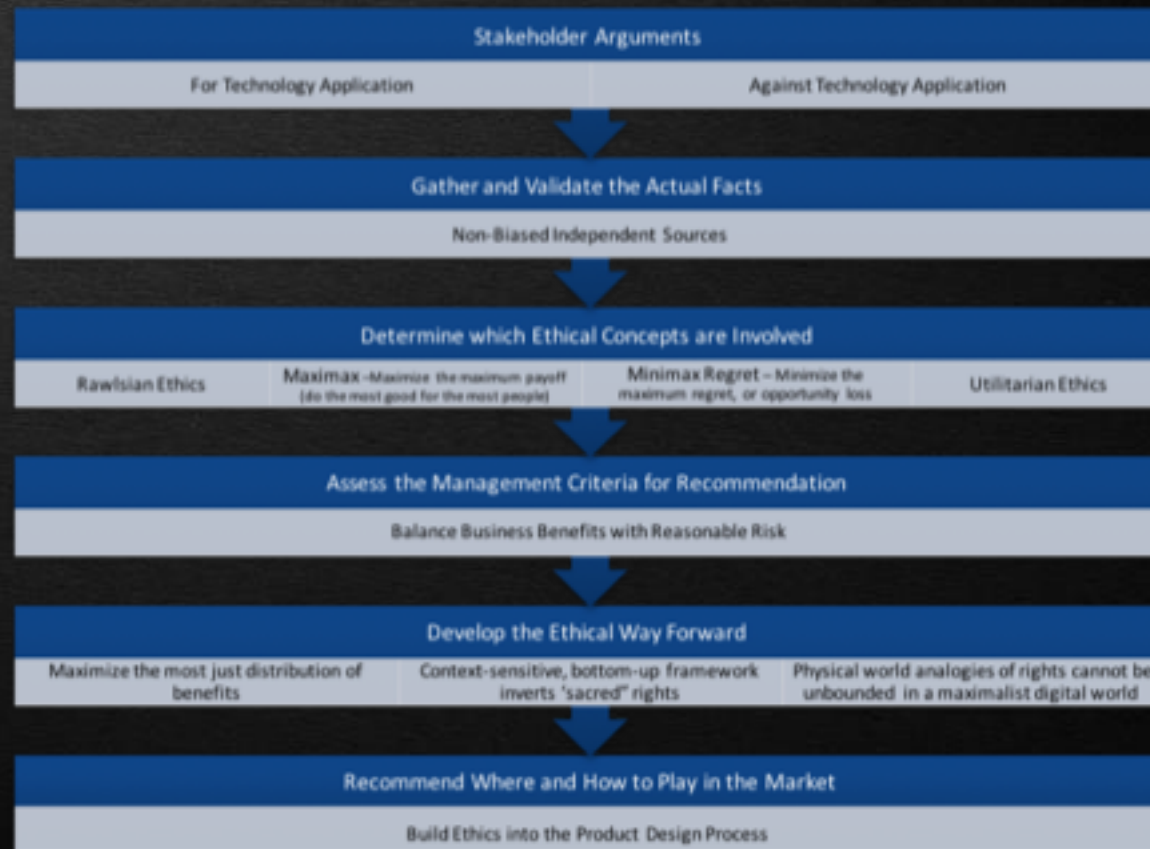 Stakeholder Arguments
For Technology Application
Against Technology Application
Gather and Validate the Actual Facts
Non-Biased Independent Sources
Determine which Ethical Concepts are Involved
Rawlsian Ethics
Maximax –Maximize the maximum payoff
(do the most good for the most people)
Minimax Regret – Minimize the
maximum regret, or opportunity loss
Utilitarian Ethics
Assess the Management Criteria for Recommendation
Balance Business Benefits with Reasonable Risk
Develop the Ethical Way Forward
Maximize the most just distribution of
benefits
Context-sensitive, bottom-up framework
inverts 'sacred" rights
Physical world analogies of rights cannot be
unbounded in a maximalist digital world
Recommend Where and How to Play in the Market
Build Ethics into the Product Design Process